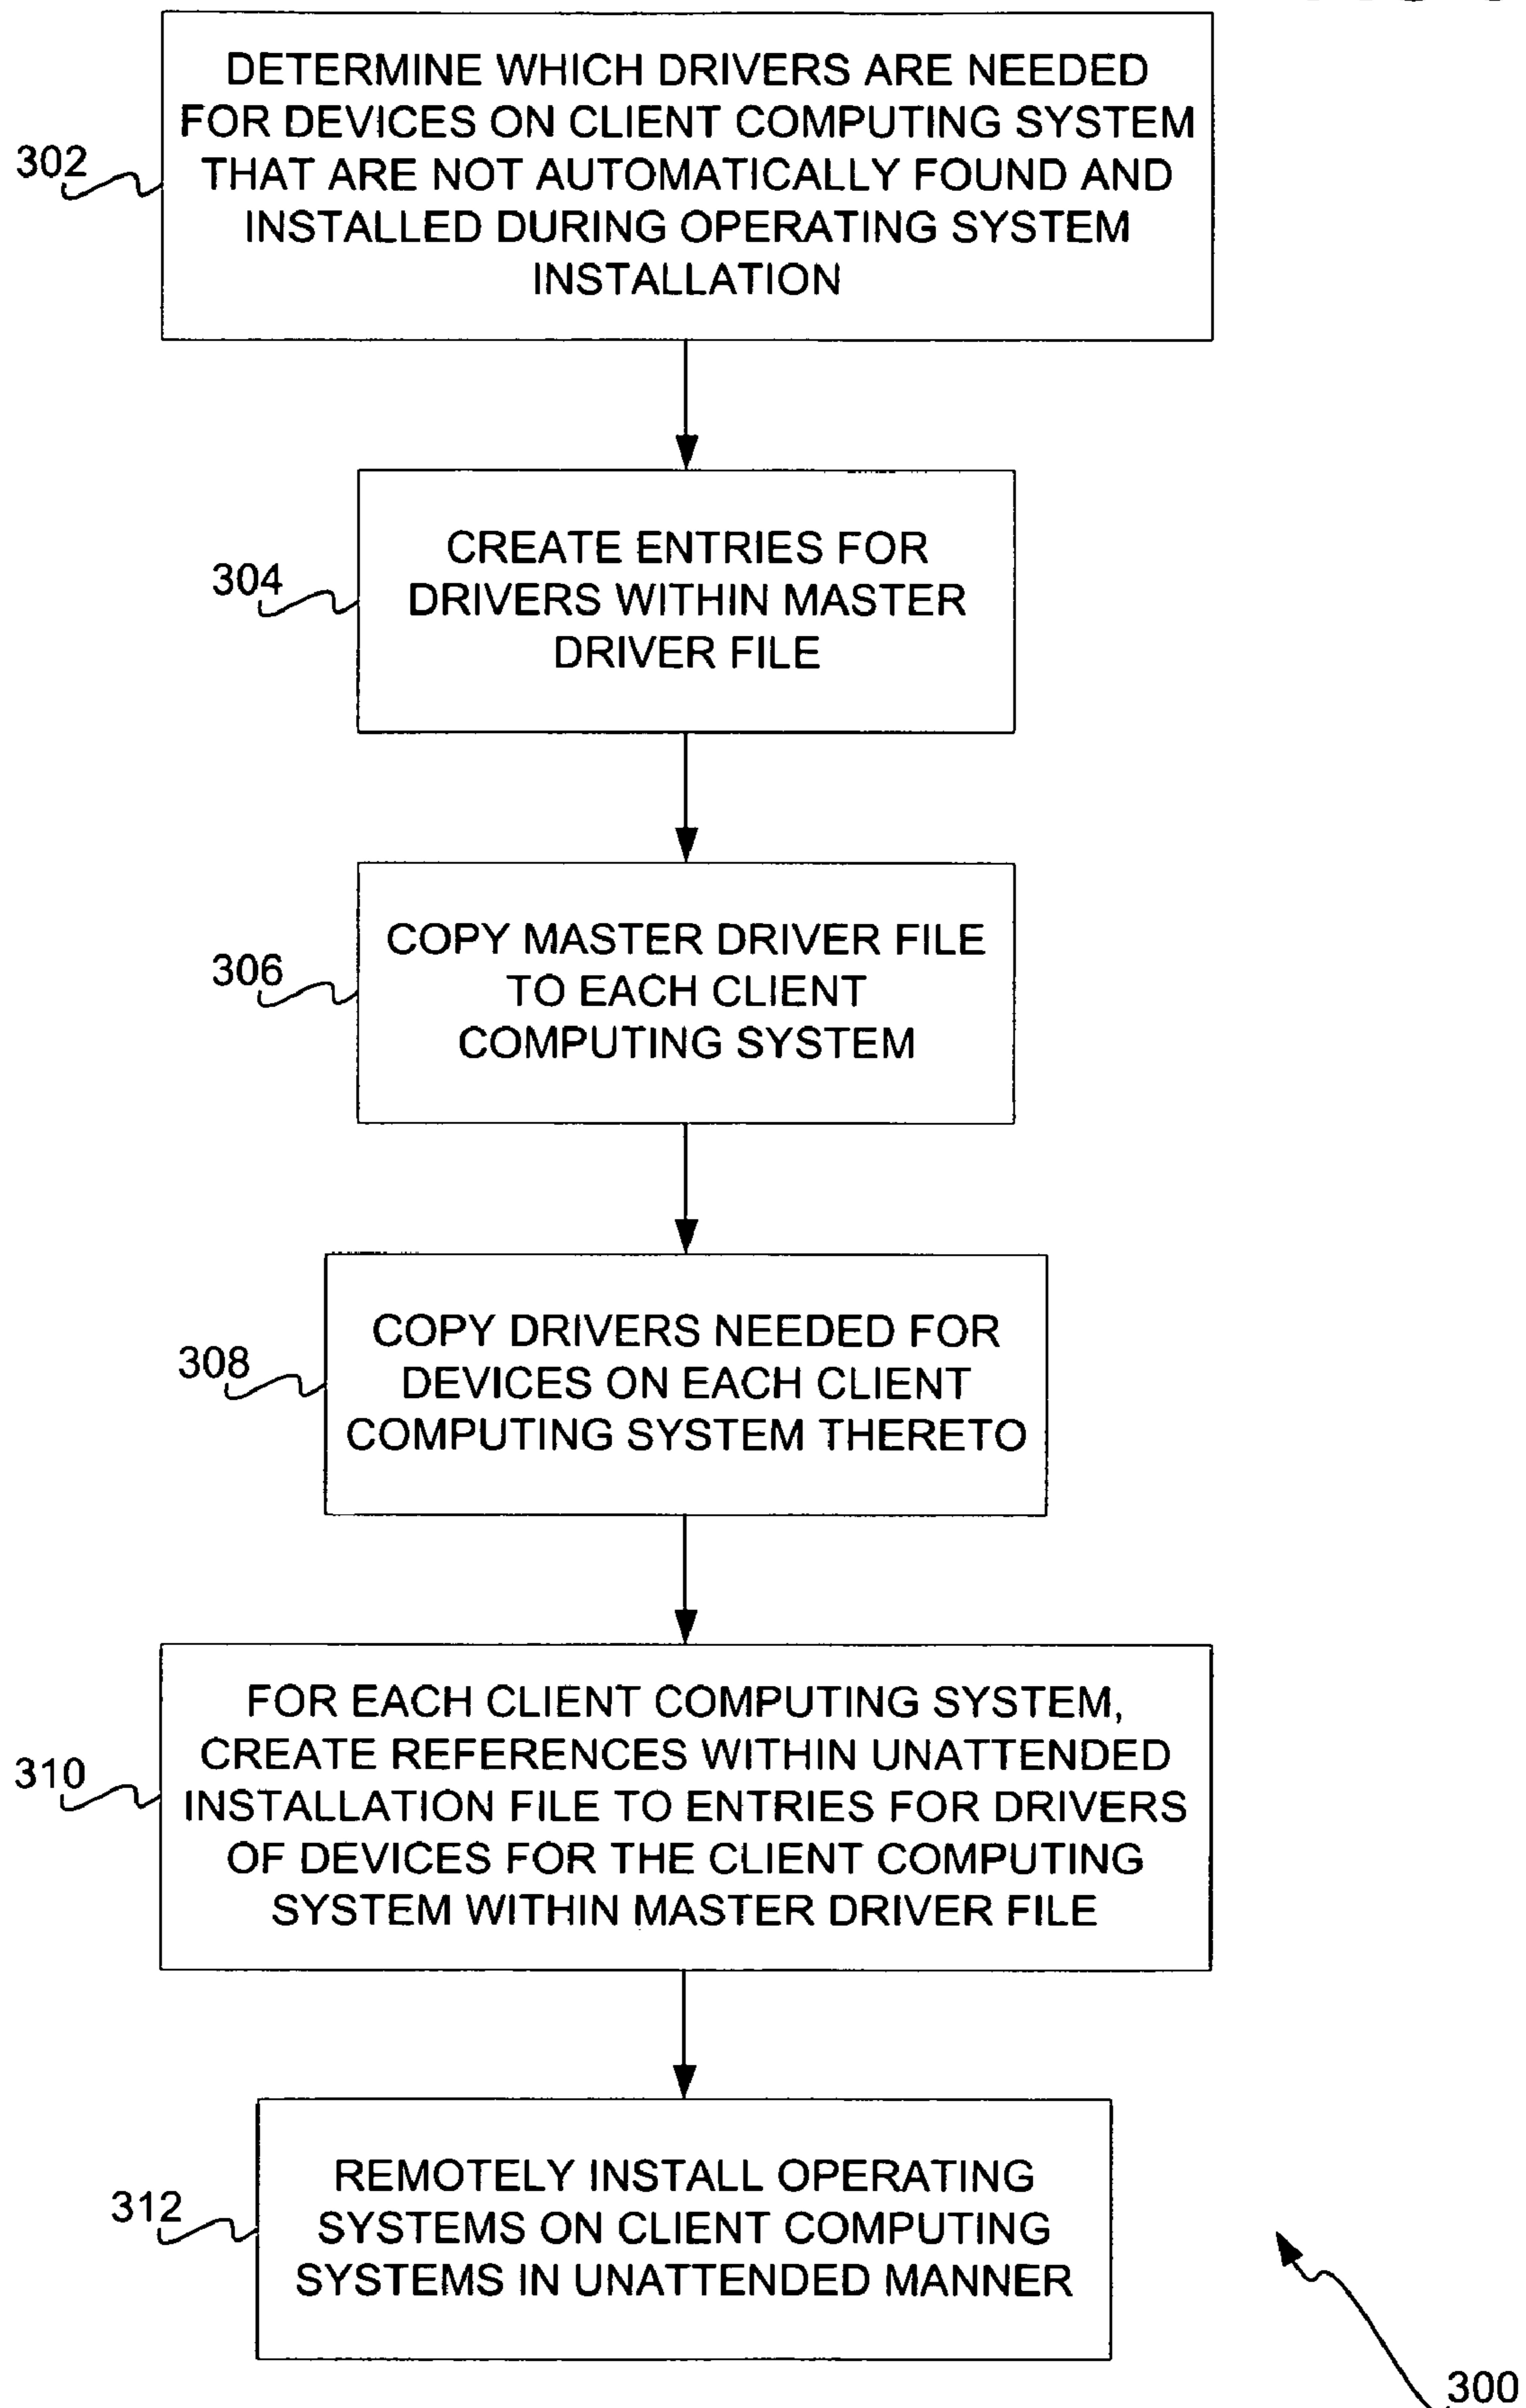 DETERMINE WHICH DRIVERS ARE NEEDED
FOR DEVICES ON CLIENT COMPUTING SYSTEM
THAT ARE NOT AUTOMATICALLY FOUND AND
INSTALLED DURING OPERATING SYSTEM
INSTALLATION
302
CREATE ENTRIES FOR
DRIVERS WITHIN MASTER
DRIVER FILE
304
COPY MASTER DRIVER FILE
TO EACH CLIENT
COMPUTING SYSTEM
306
COPY DRIVERS NEEDED FOR
DEVICES ON EACH CLIENT
COMPUTING SYSTEM THERETO
308
FOR EACH CLIENT COMPUTING SYSTEM,
CREATE REFERENCES WITHIN UNATTENDED
INSTALLATION FILE TO ENTRIES FOR DRIVERS
OF DEVICES FOR THE CLIENT COMPUTING
SYSTEM WITHIN MASTER DRIVER FILE
310
REMOTELY INSTALL OPERATING
SYSTEMS ON CLIENT COMPUTING
SYSTEMS IN UNATTENDED MANNER
312
300